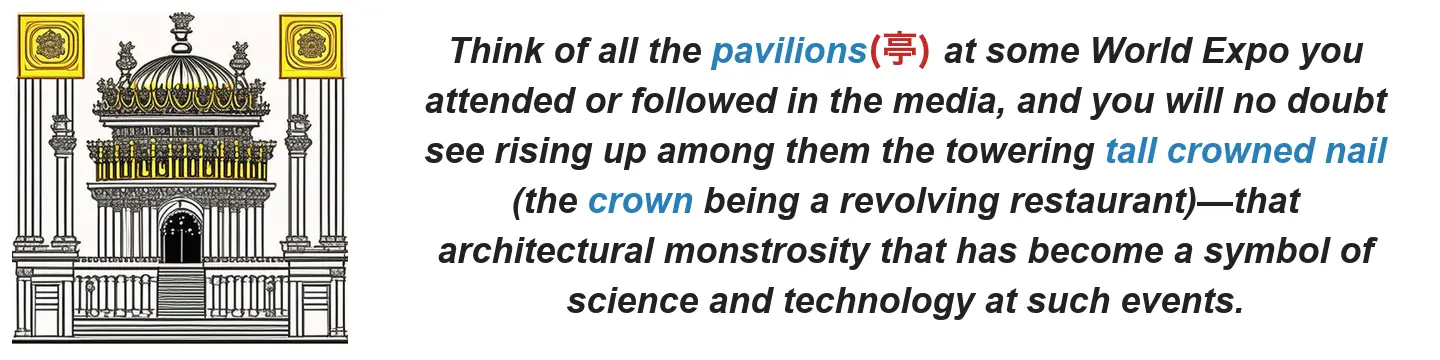 Think of all the pavilions(亭) at some World Expo you
attended or followed in the media, and you will no doubt
see rising up among them the towering tall crowned nail
(the crown being a revolving restaurant)—that
architectural monstrosity that has become a symbol of
science and technology at such events.